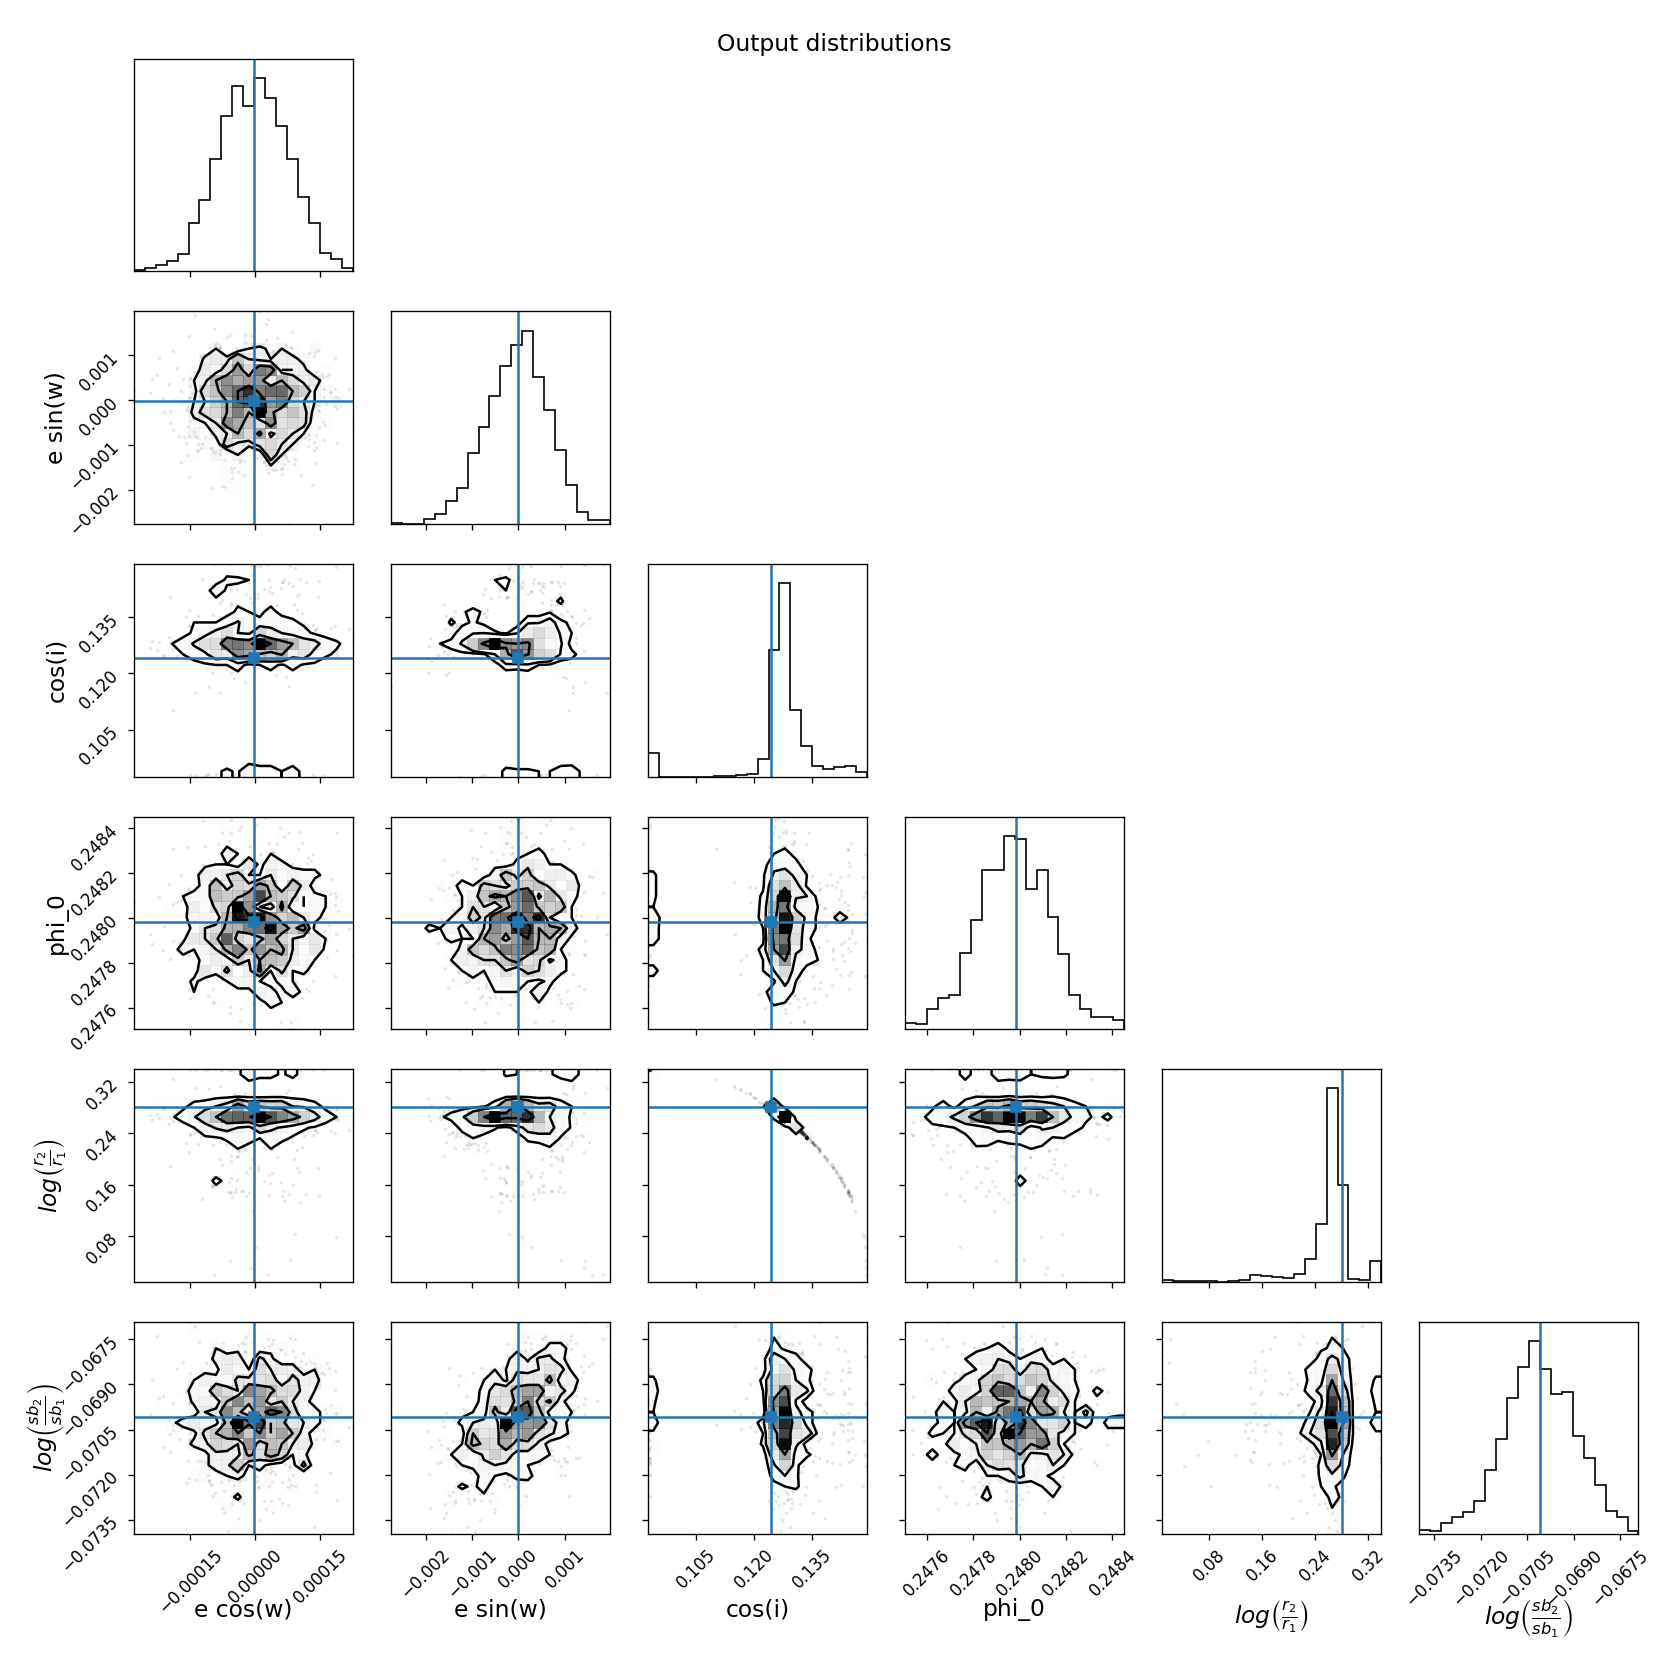 Output distributions
e sin(w)
0.001
0.000
−0.001
−0.002
cos(i)
0.135
0.120
0.105
phi_0
0.2484
0.2482
0.2480
0.2478
0.2476
log(r₂/r₁)
0.32
0.24
0.16
0.08
log(sb₂/sb₁)
−0.0675
−0.0690
−0.0705
−0.0720
−0.0735
−0.00015 0.00000 0.00015
−0.002 −0.001 0.000 0.001
0.105 0.120 0.135
0.2476 0.2478 0.2480 0.2482 0.2484
0.08 0.16 0.24 0.32
−0.0735 −0.0720 −0.0705 −0.0690 −0.0675
e cos(w) e sin(w) cos(i) phi_0 log(r₂/r₁) log(sb₂/sb₁)